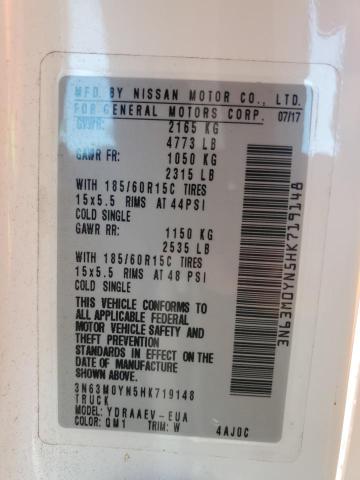 MFD. BY NISSAN MOTOR CO., LTD.
FOR GENERAL MOTORS CORP. 07/17
GVWR: 2165 KG
4773 LB
GAWR FR: 1050 KG
2315 LB
WITH 185/60R15C TIRES
15x5.5 RIMS AT 44PSI
COLD SINGLE
GAWR RR: 1150 KG
2535 LB
WITH 185/60R15C TIRES
15x5.5 RIMS AT 48 PSI
COLD SINGLE
THIS VEHICLE CONFORMS TO
ALL APPLICABLE FEDERAL
MOTOR VEHICLE SAFETY AND
THEFT PREVENTION
STANDARDS IN EFFECT ON
THE DATE OF MANUFACTURE
SHOWN ABOVE.
3N63M0YN5HK719148
TRUCK
MODEL: YDRAAEV-EUA
COLOR: QM1 TRIM: W 4AJ0C
3N63M0YN5HK719148